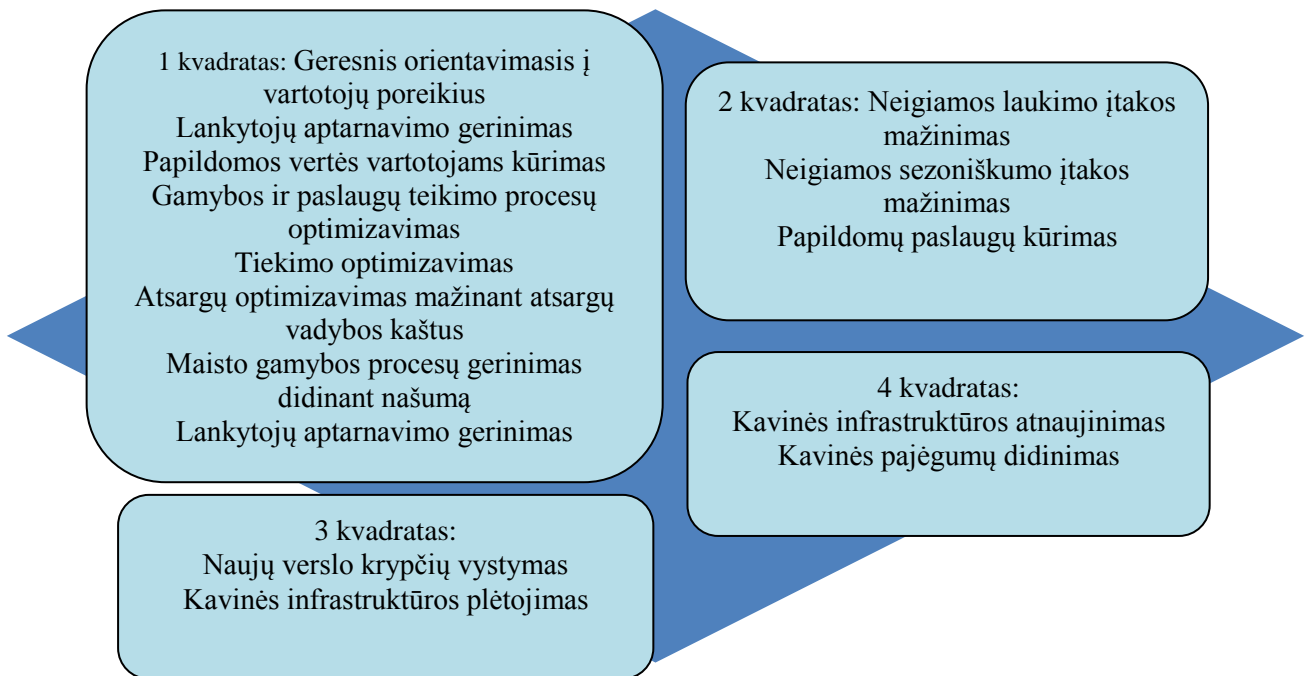 1 kvadratas: Geresnis orientavimasis į
vartotojų poreikius
Lankytojų aptarnavimo gerinimas
Papildomos vertės vartotojams kūrimas
Gamybos ir paslaugų teikimo procesų
optimizavimas
Tiekimo optimizavimas
Atsargų optimizavimas mažinant atsargų
vadybos kaštus
Maisto gamybos procesų gerinimas
didinant našumą
Lankytojų aptarnavimo gerinimas
2 kvadratas: Neigiamos laukimo įtakos
mažinimas
Neigiamos sezoniškumo įtakos
mažinimas
Papildomų paslaugų kūrimas
3 kvadratas:
Naujų verslo krypčių vystymas
Kavinės infrastruktūros plėtojimas
4 kvadratas:
Kavinės infrastruktūros atnaujinimas
Kavinės pajėgumų didinimas